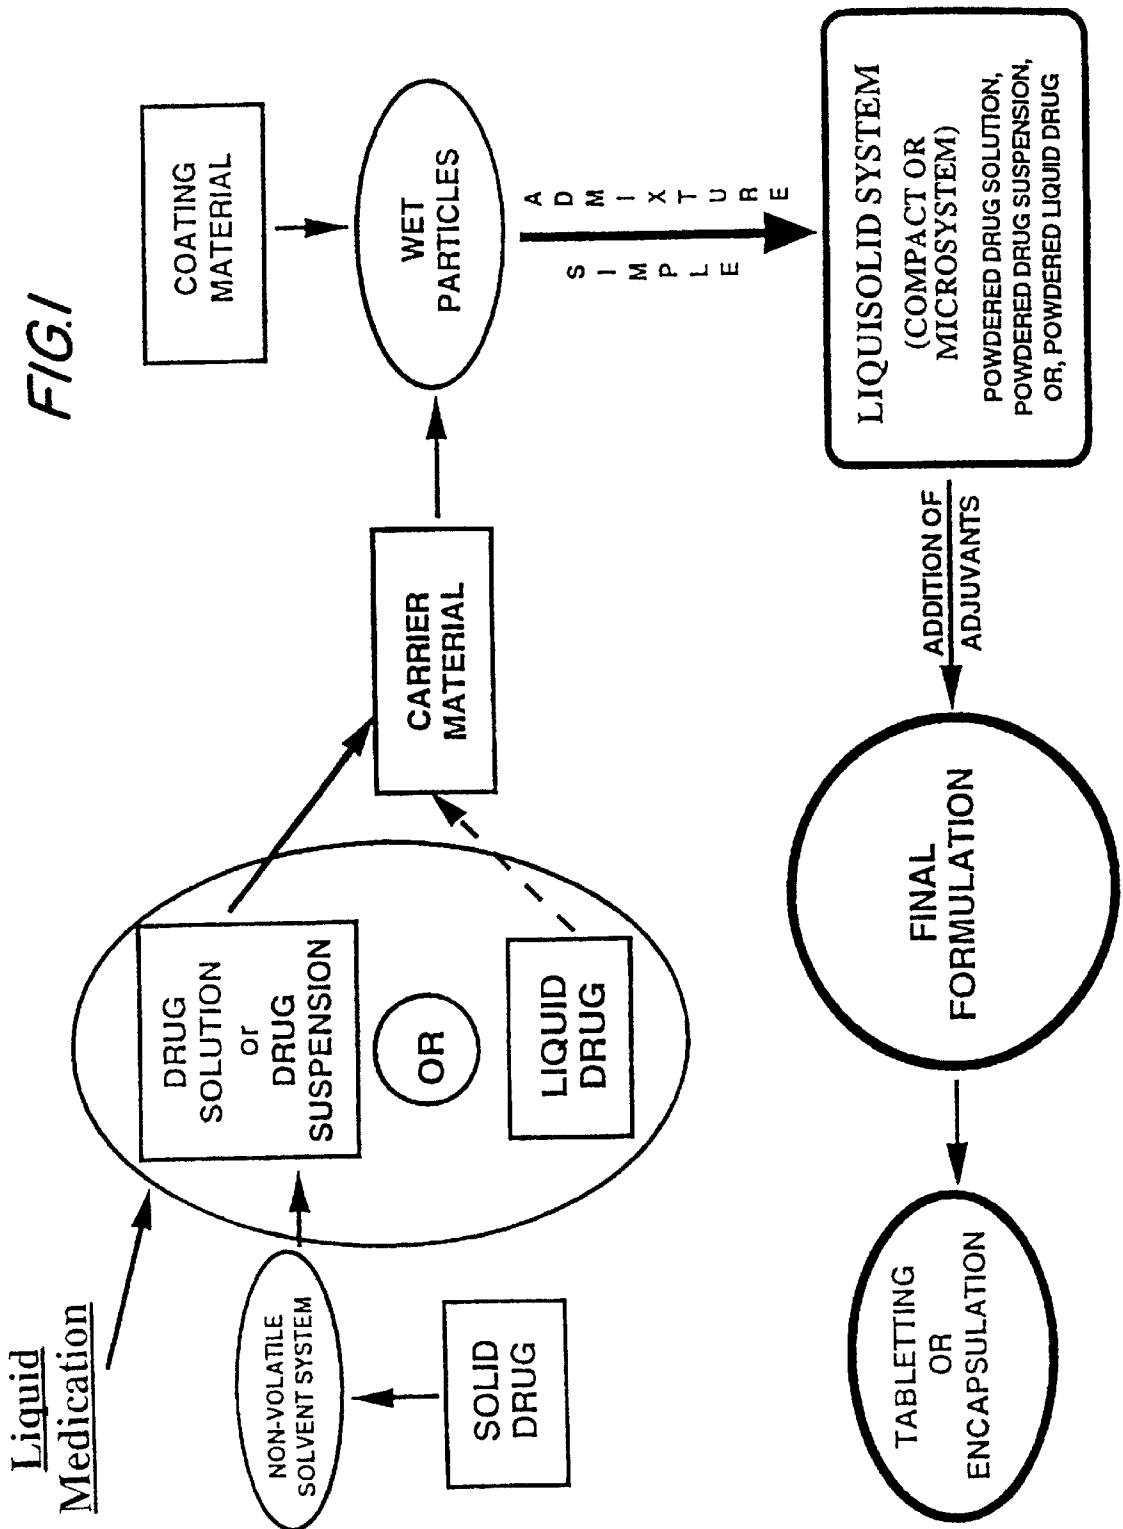 FIG.1
Liquid
Medication
NON-VOLATILE
SOLVENT SYSTEM
SOLID
DRUG
DRUG
SOLUTION
or
DRUG
SUSPENSION
OR
LIQUID
DRUG
CARRIER
MATERIAL
COATING
MATERIAL
WET
PARTICLES
SIMPLE
ADMIXTURE
LIQUISOLID SYSTEM
(COMPACT OR
MICROSYSTEM)
POWDERED DRUG SOLUTION,
POWDERED DRUG SUSPENSION,
OR, POWDERED LIQUID DRUG
ADDITION OF
ADJUVANTS
FINAL
FORMULATION
TABLETTING
OR
ENCAPSULATION